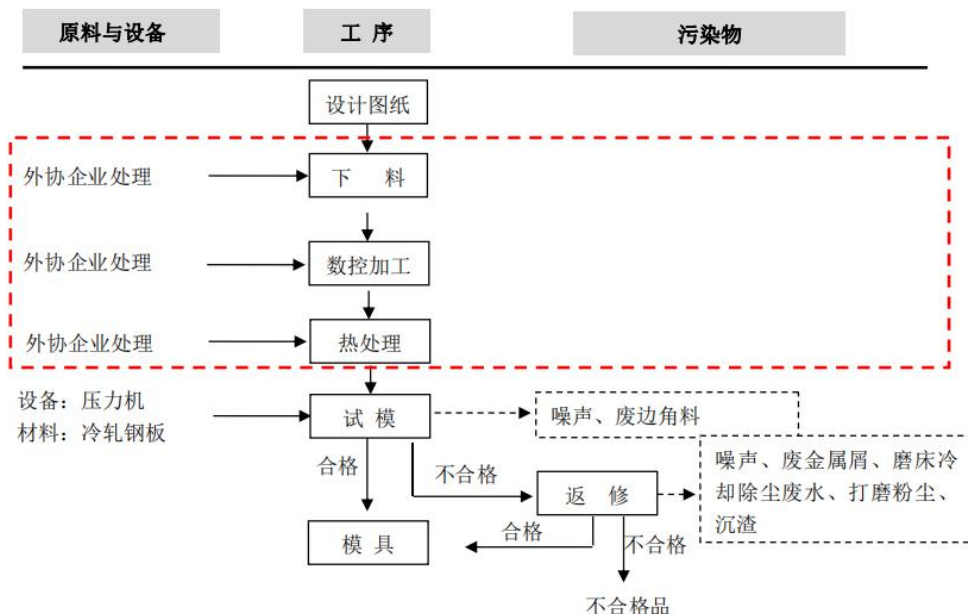 原料与设备
工 序
污染物
设计图纸
外协企业处理
下 料
外协企业处理
数控加工
外协企业处理
热处理
设备：压力机
材料：冷轧钢板
试 模
噪声、废边角料
合格
不合格
返 修
噪声、废金属屑、磨床冷
却除尘废水、打磨粉尘、
沉渣
模 具
合格
不合格
不合格品